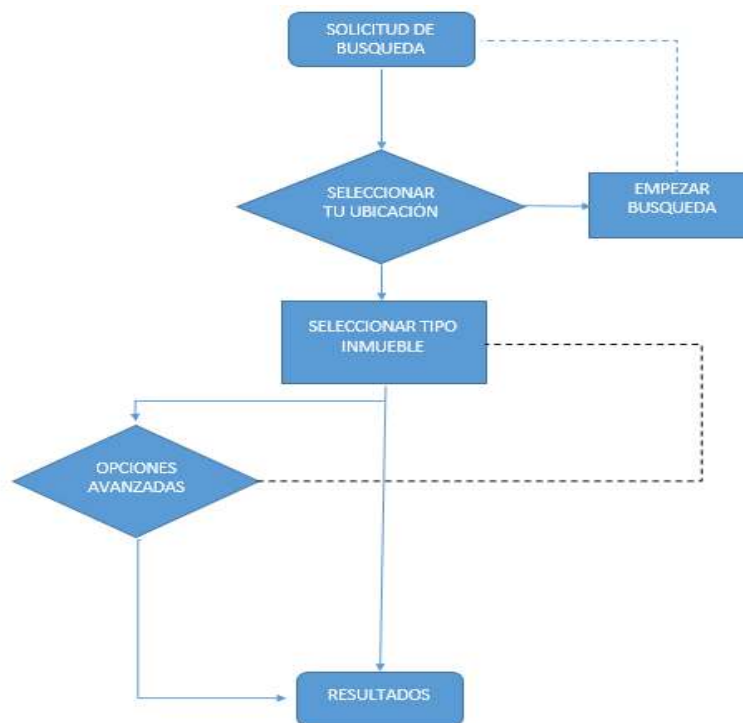 SOLICITUD DE
BUSQUEDA
SELECCIONAR
TU UBICACIÓN
EMPEZAR
BUSQUEDA
SELECCIONAR TIPO
INMUEBLE
OPCIONES
AVANZADAS
RESULTADOS